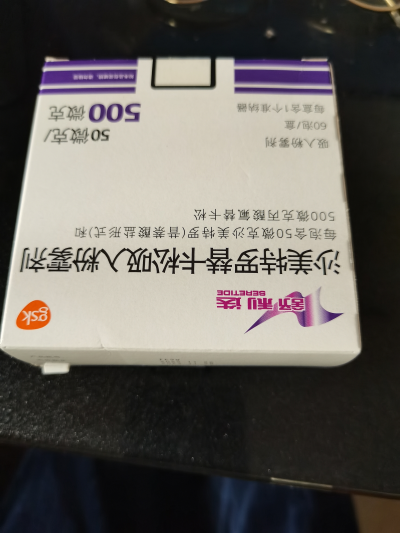 舒利迭
SERETIDE
gsk
沙美特罗替卡松吸入粉雾剂
每泡含50微克沙美特罗(昔萘酸盐形式)和
500微克丙酸氟替卡松
吸入粉雾剂
60泡/盒
每盒含1个准纳器
50微克/
500微克